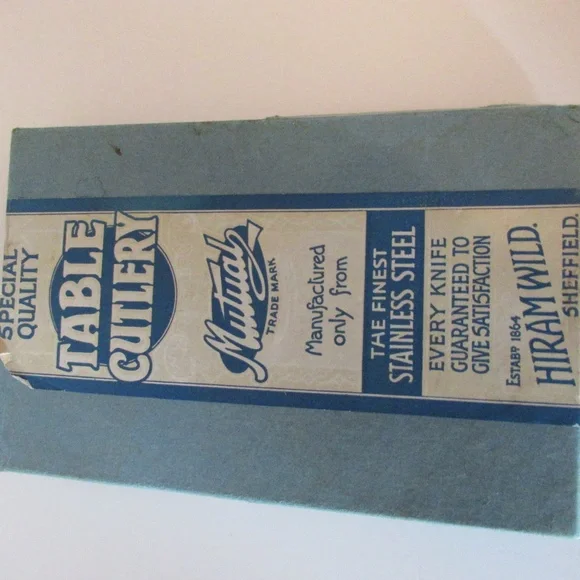 SPECIAL
QUALITY
TABLE
CUTLERY
Mutual
TRADE MARK
Manufactured
only from
THE FINEST
STAINLESS STEEL
EVERY KNIFE
GUARANTEED TO
GIVE SATISFACTION
ESTABD 1864
HIRAM WILD.
SHEFFIELD.